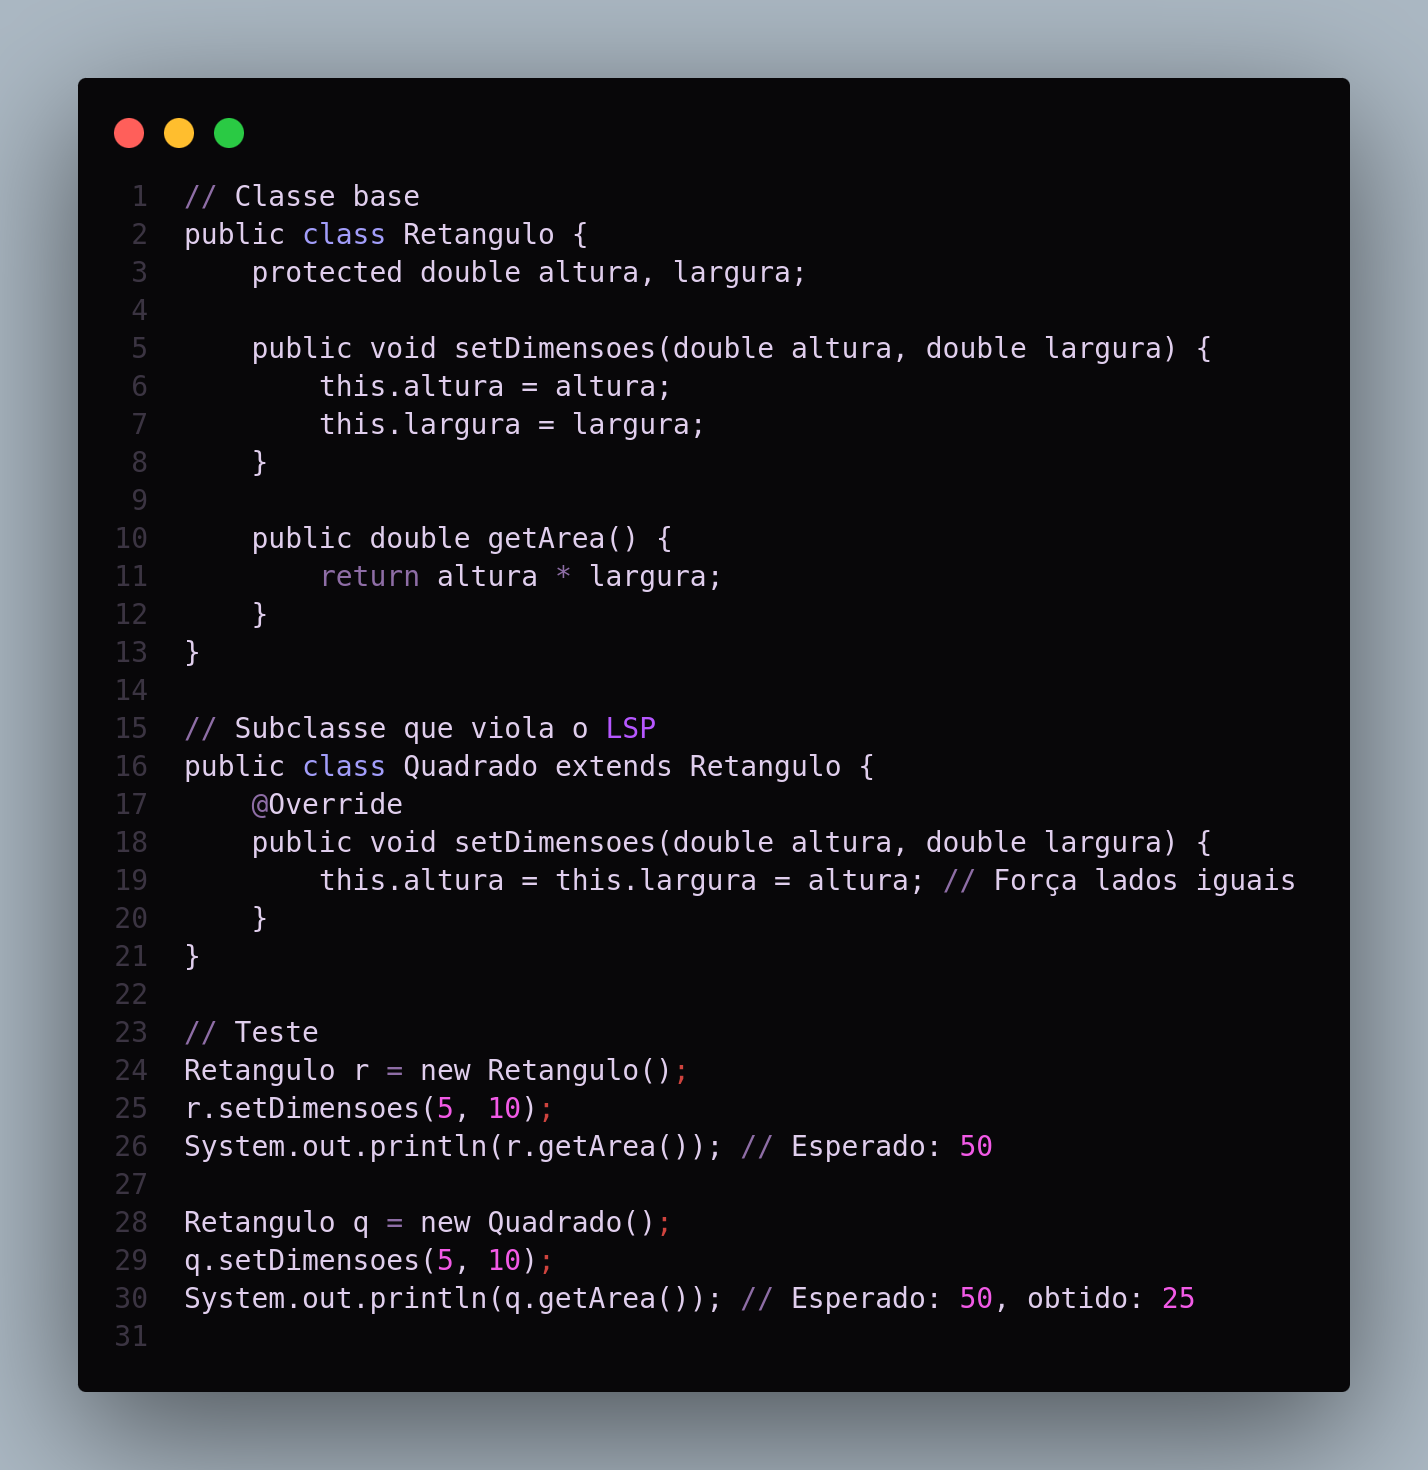 1 // Classe base
2 public class Retangulo {
3     protected double altura, largura;
4
5     public void setDimensoes(double altura, double largura) {
6         this.altura = altura;
7         this.largura = largura;
8     }
9
10     public double getArea() {
11         return altura * largura;
12     }
13 }
14
15 // Subclasse que viola o LSP
16 public class Quadrado extends Retangulo {
17     @Override
18     public void setDimensoes(double altura, double largura) {
19         this.altura = this.largura = altura; // Força lados iguais
20     }
21 }
22
23 // Teste
24 Retangulo r = new Retangulo();
25 r.setDimensoes(5, 10);
26 System.out.println(r.getArea()); // Esperado: 50
27
28 Retangulo q = new Quadrado();
29 q.setDimensoes(5, 10);
30 System.out.println(q.getArea()); // Esperado: 50, obtido: 25
31